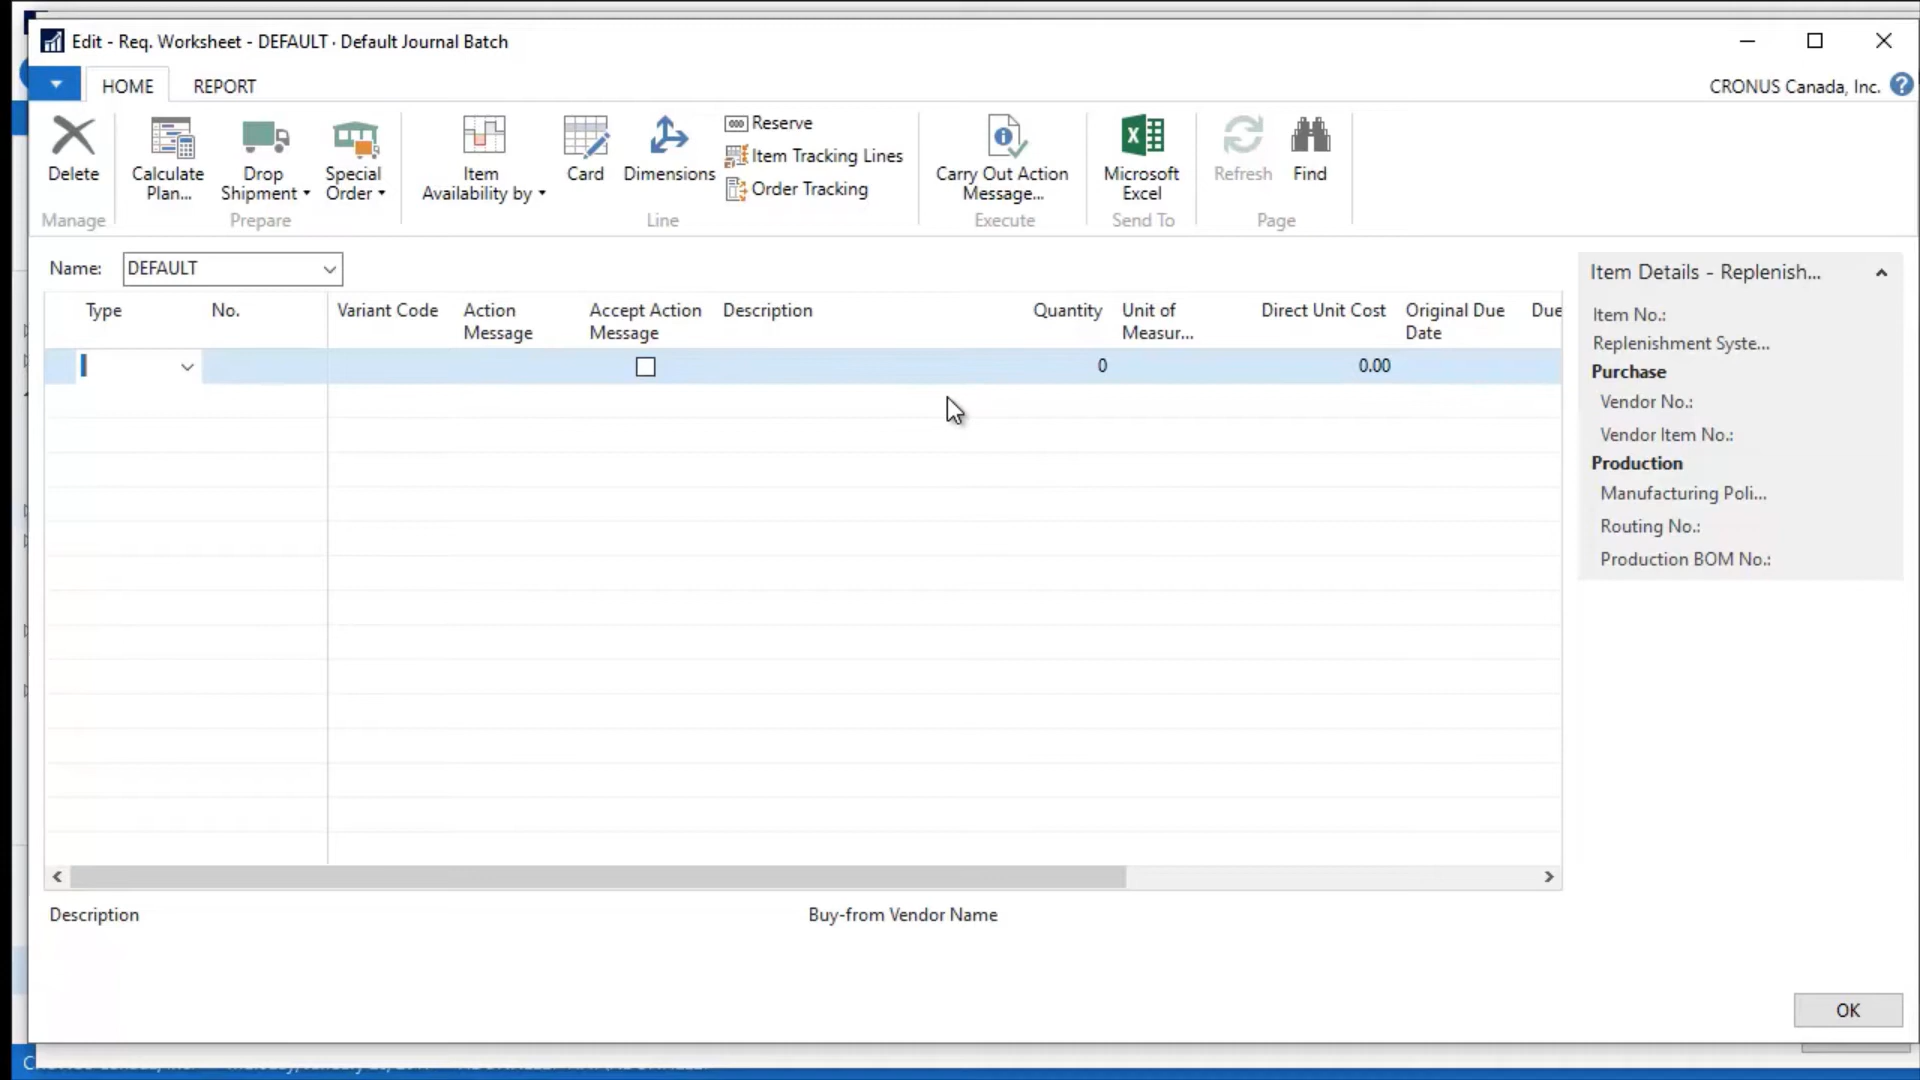 Edit - Req. Worksheet - DEFAULT · Default Journal Batch
HOME
REPORT
CRONUS Canada, Inc.
?
Delete
Calculate Plan...
Drop Shipment
Special Order
Item Availability by
Card
Dimensions
Reserve
Item Tracking Lines
Order Tracking
Carry Out Action Message...
Microsoft Excel
Refresh
Find
Manage
Prepare
Line
Execute
Send To
Page
Name:
DEFAULT
Type
No.
Variant Code
Action Message
Accept Action Message
Description
Quantity
Unit of Measur...
Direct Unit Cost
Original Due Date
Due
0
0.00
Item Details - Replenish...
Item No.:
Replenishment Syste...
Purchase
Vendor No.:
Vendor Item No.:
Production
Manufacturing Poli...
Routing No.:
Production BOM No.:
Description
Buy-from Vendor Name
OK